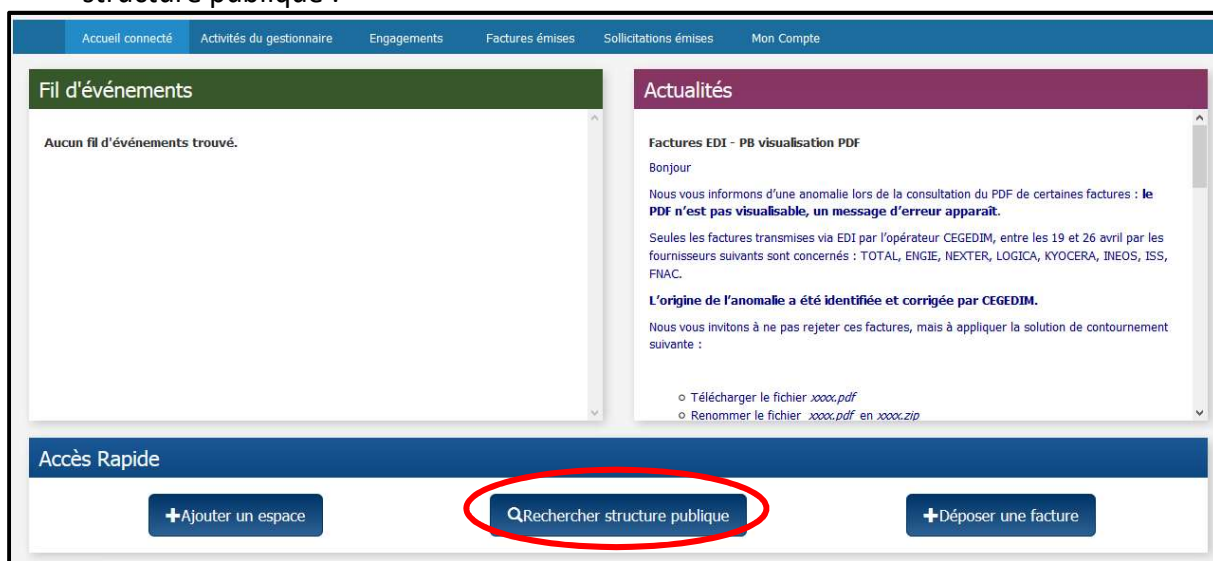 structure publique :
Accueil connecté Activités du gestionnaire Engagements Factures émises Sollicitations émises Mon Compte
Fil d'événements
Aucun fil d'événements trouvé.
Actualités
Factures EDI - PB visualisation PDF
Bonjour
Nous vous informons d'une anomalie lors de la consultation du PDF de certaines factures : le
PDF n'est pas visualisable, un message d'erreur apparaît.
Seules les factures transmises via EDI par l'opérateur CEGEDIM, entre les 19 et 26 avril par les
fournisseurs suivants sont concernés : TOTAL, ENGIE, NEXTER, LOGICA, KYOCERA, INEOS, ISS,
FNAC.
L'origine de l'anomalie a été identifiée et corrigée par CEGEDIM.
Nous vous invitons à ne pas rejeter ces factures, mais à appliquer la solution de contournement
suivante :
Télécharger le fichier xxxx.pdf
Renommer le fichier xxxx.pdf en xxxx.zip
Accès Rapide
Ajouter un espace
Rechercher structure publique
Déposer une facture